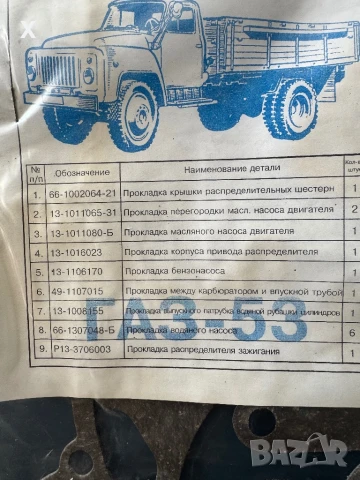 № п/п Обозначение Наименование детали Кол-во штук
1. 66-1002064-21 Прокладка крышки распределительных шестерн 1
2. 13-1011065-31 Прокладка перегородки масл. насоса двигателя 2
3. 13-1011080-Б Прокладка масляного насоса двигателя 1
4. 13-1016023 Прокладка корпуса привода распределителя 1
5. 13-1106170 Прокладка бензонасоса 1
6. 49-1107015 Прокладка между карбюратором и впускной трубой 1
7. 13-1008155 Прокладка выпускного патрубка водяной рубашки цилиндров 1
8. 66-1307048-Б Прокладка водяного насоса 6
9. Р13-3706003 Прокладка распределителя зажигания 1
ГАЗ-53
BAZAR